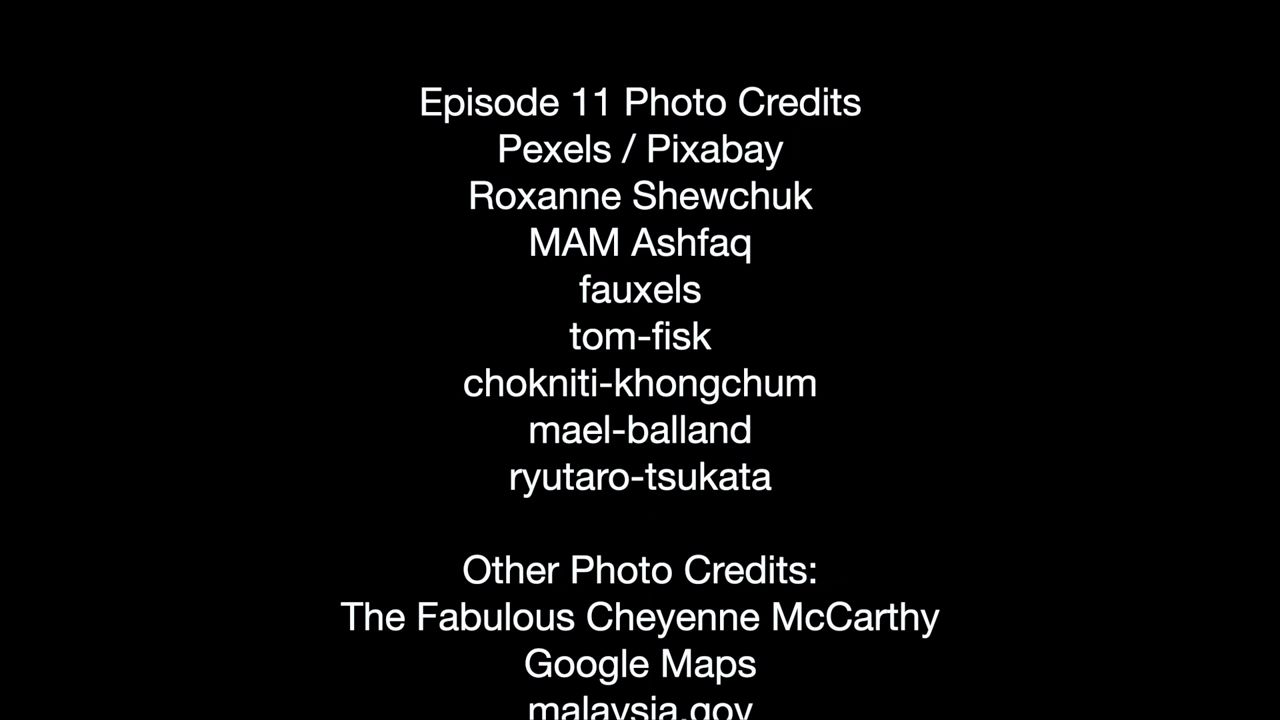 Episode 11 Photo Credits
Pexels / Pixabay
Roxanne Shewchuk
MAM Ashfaq
fauxels
tom-fisk
chokniti-khongchum
mael-balland
ryutaro-tsukata
Other Photo Credits:
The Fabulous Cheyenne McCarthy
Google Maps
malaysia.gov